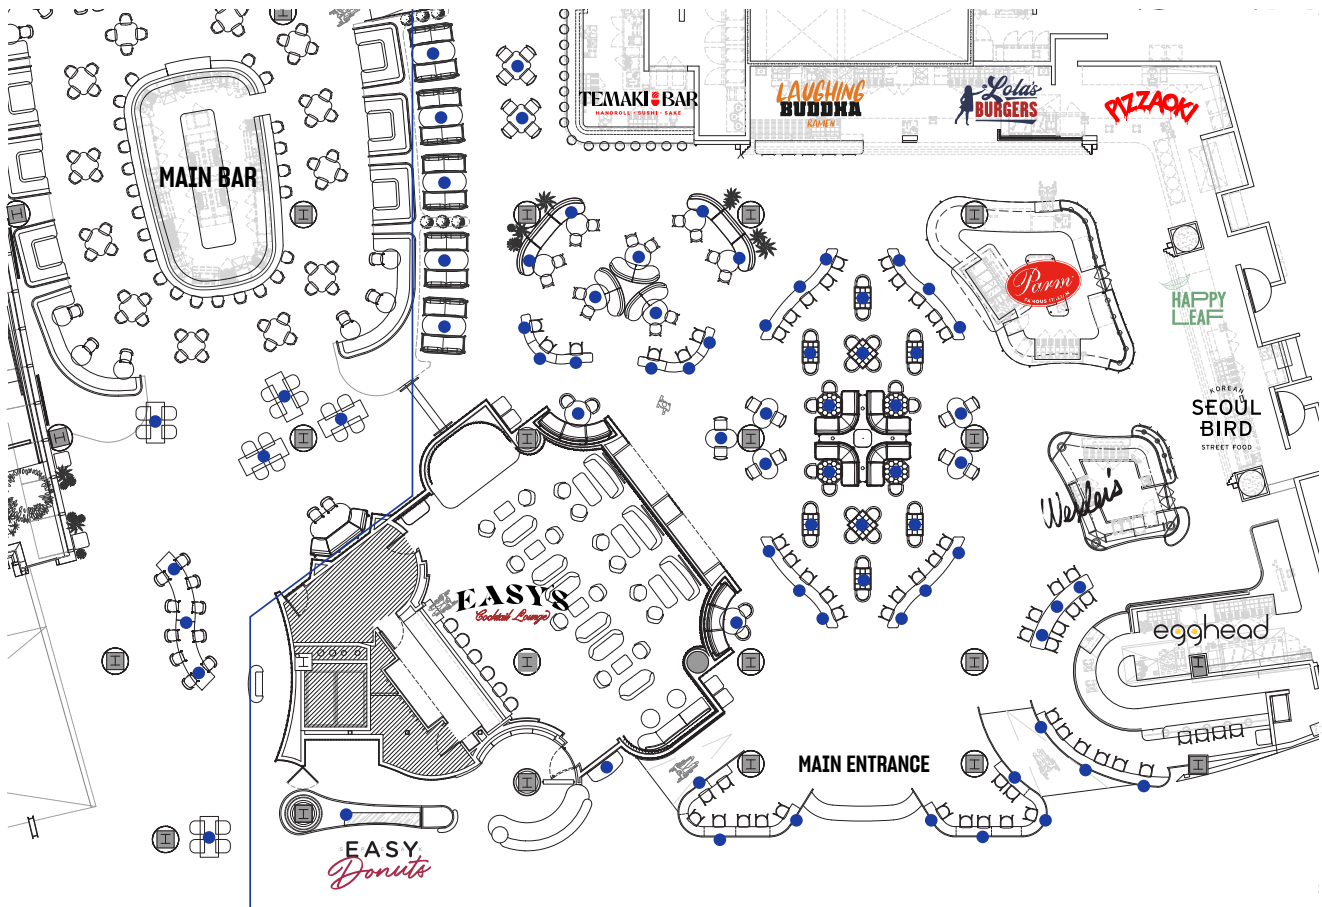 TEMAKI BAR
HANDROLL • SUSHI • SAKE
LAUGHING
BUDDHA
RAMEN
Lola's
BURGERS
PIZZAOKI
MAIN BAR
Parm
FAMOUS ITALIAN
HAPPY
LEAF
KOREAN
SEOUL
BIRD
STREET FOOD
EASY'S
Cocktail Lounge
egghead
MAIN ENTRANCE
EASY
Donuts